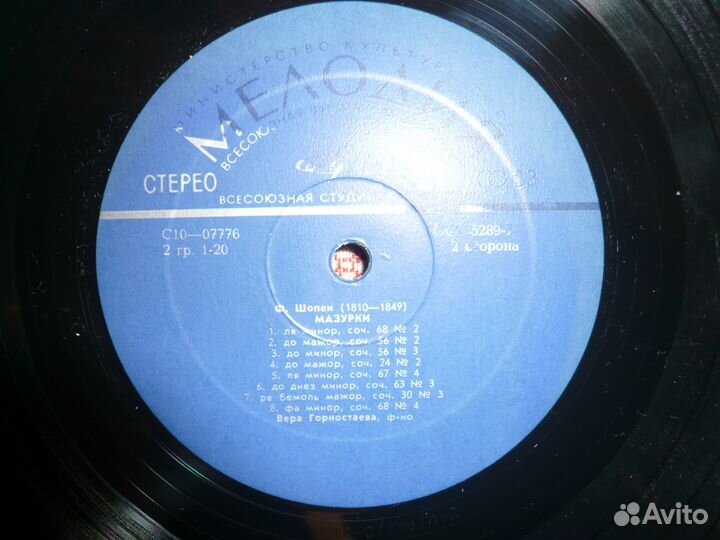 МИНИСТЕРСТВО КУЛЬТУРЫ СССР
МЕЛОДИЯ
ВСЕСОЮЗНАЯ ФИРМА
СТЕРЕО
ВСЕСОЮЗНАЯ СТУДИЯ
С10—07776
2 гр. 1-20
2 сторона
Ф. Шопен (1810—1849)
МАЗУРКИ
1. ля минор, соч. 68 № 2
2. до мажор, соч. 56 № 2
3. до минор, соч. 56 № 3
4. до мажор, соч. 24 № 2
5. ля минор, соч. 67 № 4
6. до диез минор, соч. 63 № 3
7. ре бемоль мажор, соч. 30 № 3
8. фа минор, соч. 68 № 4
Вера Горностаева, ф-но
Avito